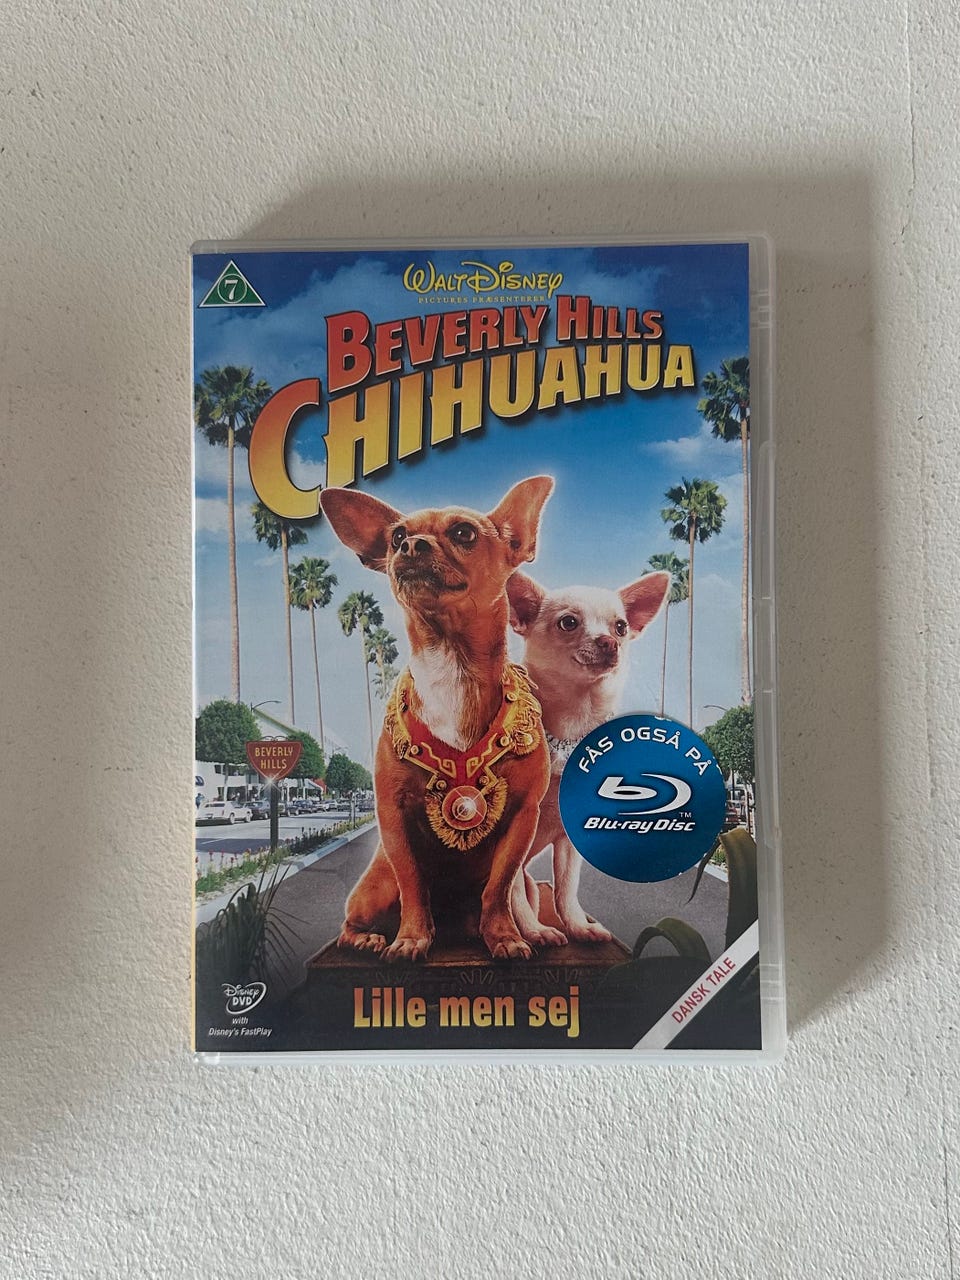 7
WALT DISNEY
PICTURES PRÆSENTERER
BEVERLY HILLS
CHIHUAHUA
BEVERLY
HILLS
FÅS OGSÅ PÅ
Blu-ray Disc
TM
DANSK TALE
Lille men sej
Disney
DVD
with
Disney's FastPlay